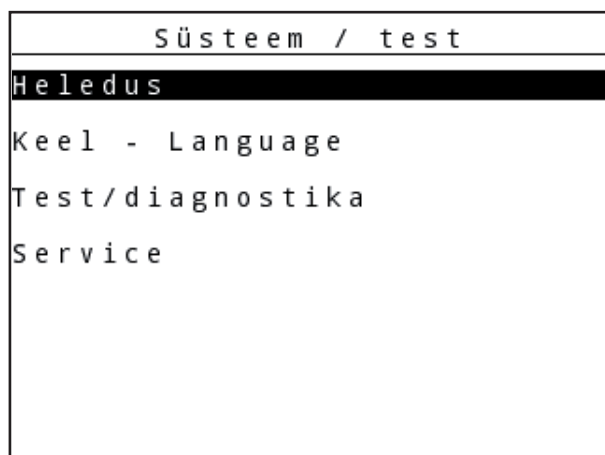 Süsteem / test
Heledus
Keel - Language
Test/diagnostika
Service